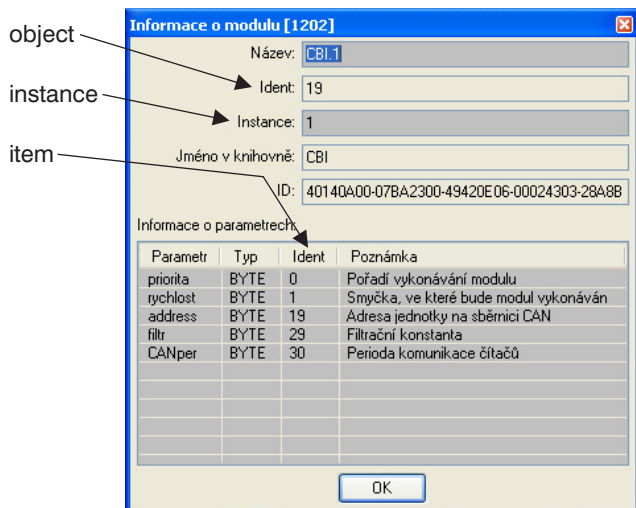 Informace o modulu [1202]
object
Název: CBI.1
Ident: 19
instance
Instance: 1
item
Jméno v knihovně: CBI
ID: 40140A00-07BA2300-49420E06-00024303-28A8B
Informace o parametrech:
Parametr Typ Ident Poznámka
priorita BYTE 0 Pořadí vykonávání modulu
rychlost BYTE 1 Smyčka, ve které bude modul vykonáván
address BYTE 19 Adresa jednotky na sběrnici CAN
filtr BYTE 29 Filtrační konstanta
CANper BYTE 30 Perioda komunikace čítačů
OK